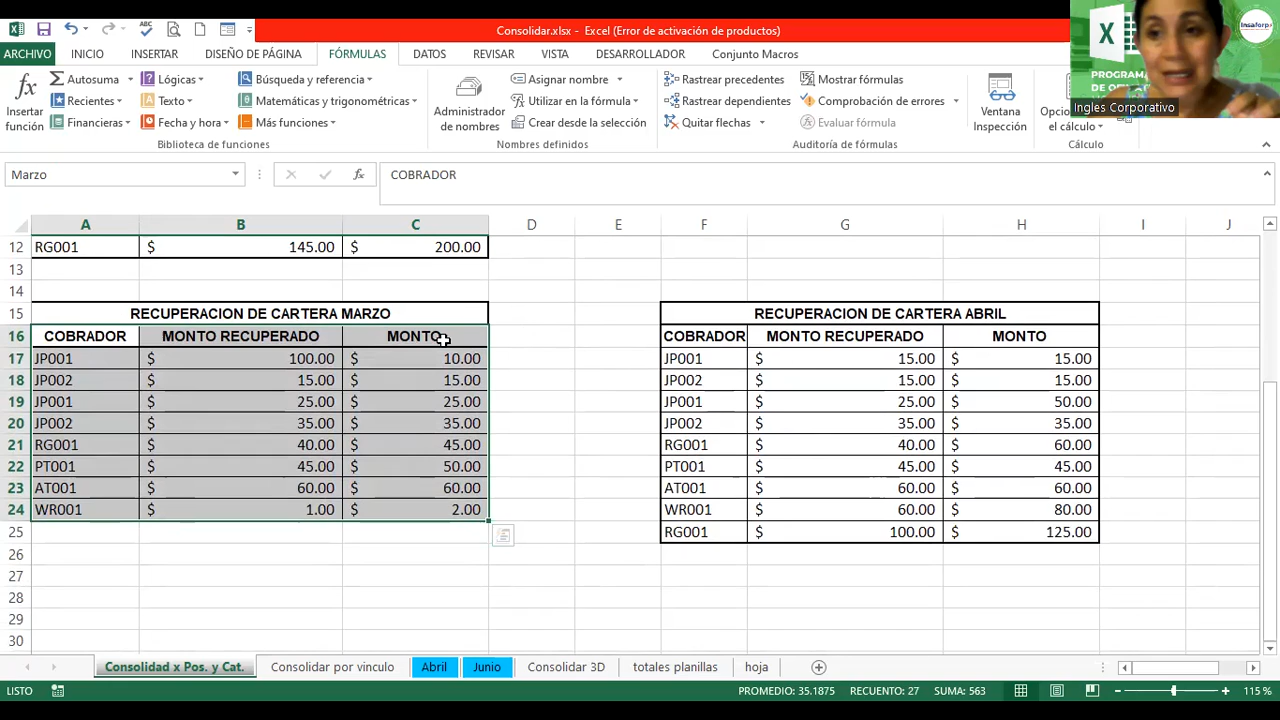 Consolidar.xlsx - Excel (Error de activación de productos)
ARCHIVO INICIO INSERTAR DISEÑO DE PÁGINA FÓRMULAS DATOS REVISAR VISTA DESARROLLADOR Conjunto Macros
Insertar función
Autosuma
Recientes
Financieras
Lógicas
Texto
Fecha y hora
Búsqueda y referencia
Matemáticas y trigonométricas
Más funciones
Biblioteca de funciones
Administrador de nombres
Asignar nombre
Utilizar en la fórmula
Crear desde la selección
Nombres definidos
Rastrear precedentes
Rastrear dependientes
Quitar flechas
Mostrar fórmulas
Comprobación de errores
Evaluar fórmula
Auditoría de fórmulas
Ventana Inspección
el cálculo
Cálculo
X
insaforp
Ingles Corporativo
Marzo
fx
COBRADOR
A B C D E F G H I J
12 RG001 $ 145.00 $ 200.00
13
14
15 RECUPERACION DE CARTERA MARZO RECUPERACION DE CARTERA ABRIL
16 COBRADOR MONTO RECUPERADO MONTO COBRADOR MONTO RECUPERADO MONTO
17 JP001 $ 100.00 $ 10.00 JP001 $ 15.00 $ 15.00
18 JP002 $ 15.00 $ 15.00 JP002 $ 15.00 $ 15.00
19 JP001 $ 25.00 $ 25.00 JP001 $ 25.00 $ 50.00
20 JP002 $ 35.00 $ 35.00 JP002 $ 35.00 $ 35.00
21 RG001 $ 40.00 $ 45.00 RG001 $ 40.00 $ 60.00
22 PT001 $ 45.00 $ 50.00 PT001 $ 45.00 $ 45.00
23 AT001 $ 60.00 $ 60.00 AT001 $ 60.00 $ 60.00
24 WR001 $ 1.00 $ 2.00 WR001 $ 60.00 $ 80.00
25 RG001 $ 100.00 $ 125.00
26
27
28
29
30
Consolidad x Pos. y Cat. Consolidar por vinculo Abril Junio Consolidar 3D totales planillas hoja
LISTO PROMEDIO: 35.1875 RECUENTO: 27 SUMA: 563 115 %